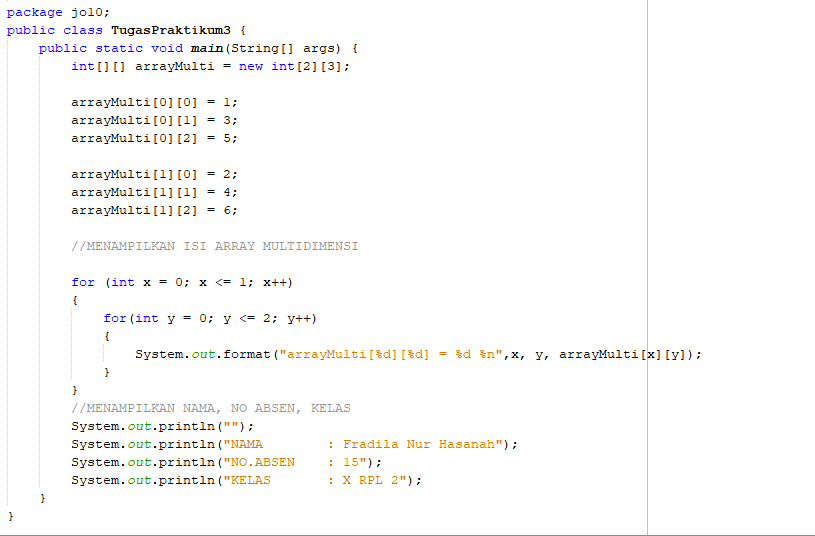 package jo10;
public class TugasPraktikum3 {
    public static void main(String[] args) {
        int[][] arrayMulti = new int[2][3];

        arrayMulti[0][0] = 1;
        arrayMulti[0][1] = 3;
        arrayMulti[0][2] = 5;

        arrayMulti[1][0] = 2;
        arrayMulti[1][1] = 4;
        arrayMulti[1][2] = 6;

        //MENAMPILKAN ISI ARRAY MULTIDIMENSI

        for (int x = 0; x <= 1; x++)
        {
            for(int y = 0; y <= 2; y++)
            {
                System.out.format("arrayMulti[%d][%d] = %d %n",x, y, arrayMulti[x][y]);
            }
        }
        //MENAMPILKAN NAMA, NO ABSEN, KELAS
        System.out.println("");
        System.out.println("NAMA        : Fradila Nur Hasanah");
        System.out.println("NO.ABSEN    : 15");
        System.out.println("KELAS       : X RPL 2");
    }
}